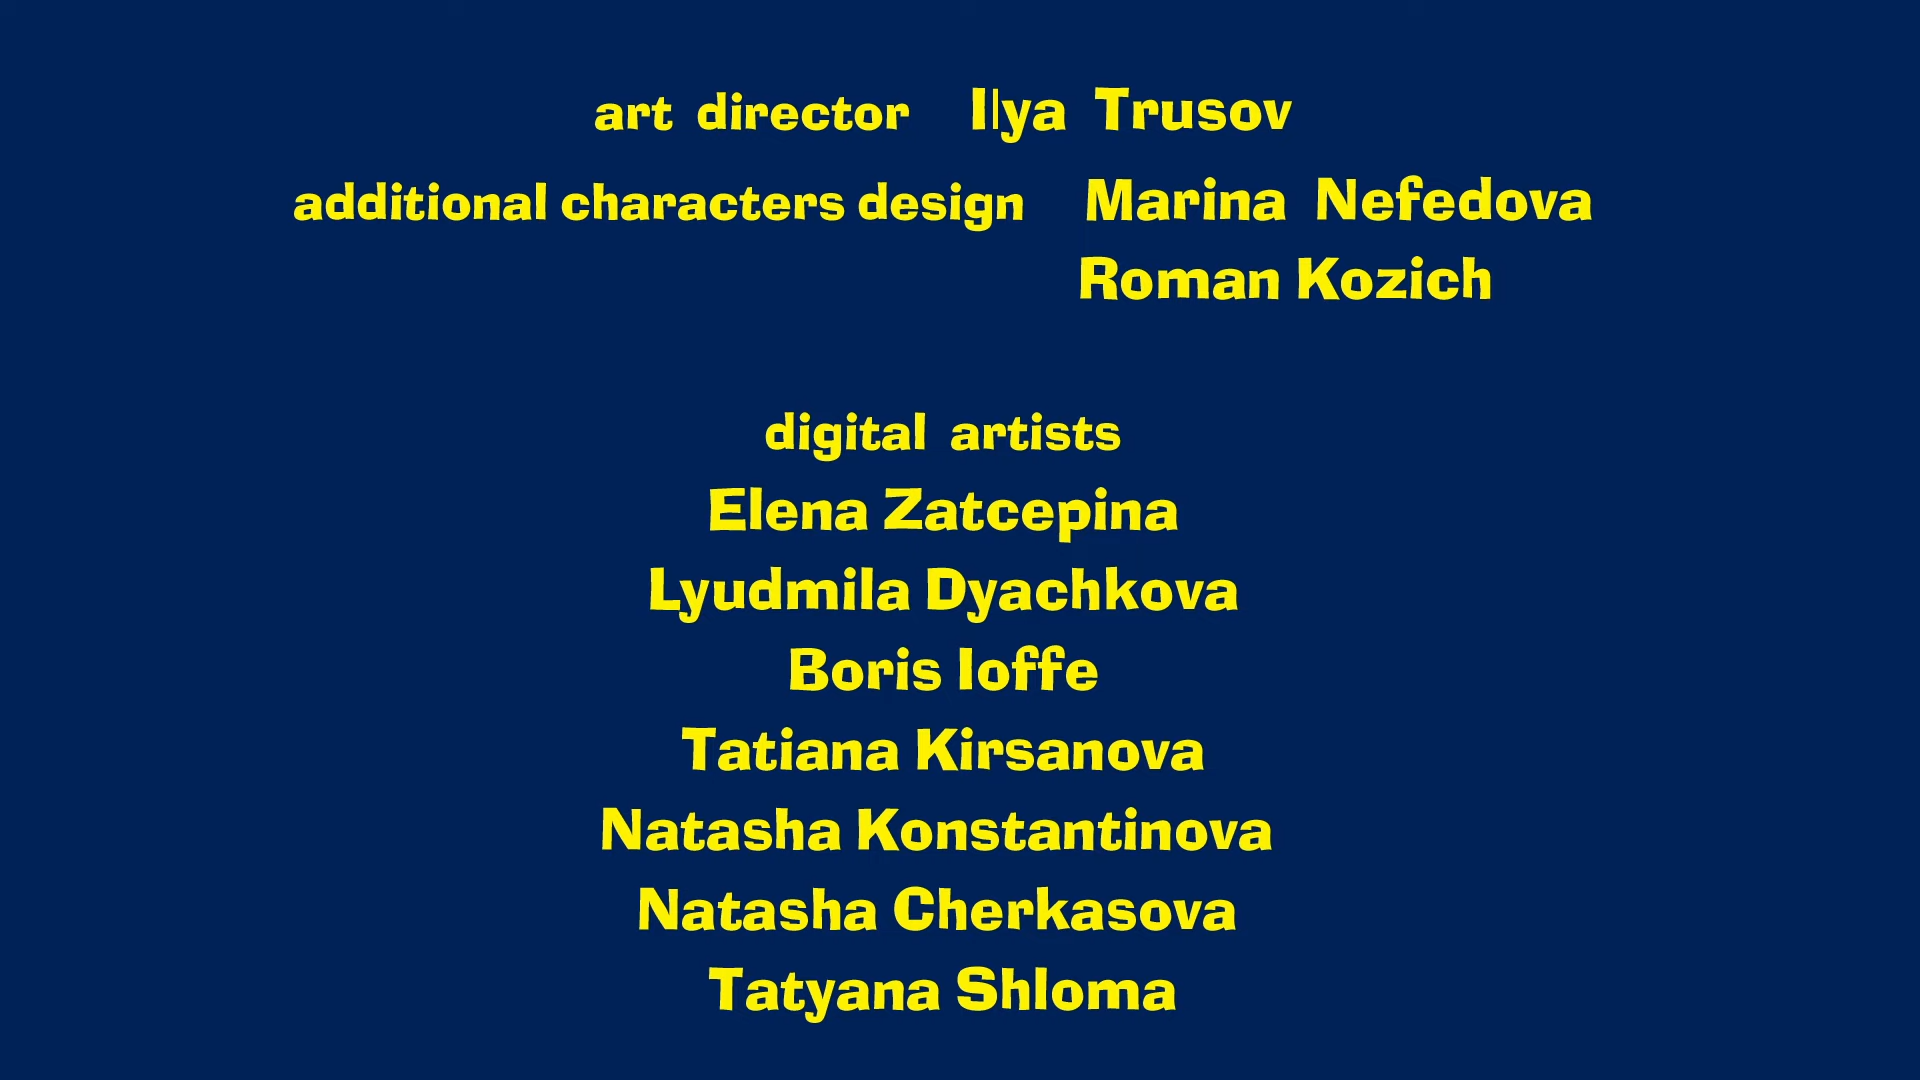 art director Ilya Trusov
additional characters design Marina Nefedova
Roman Kozich
digital artists
Elena Zatcepina
Lyudmila Dyachkova
Boris Ioffe
Tatiana Kirsanova
Natasha Konstantinova
Natasha Cherkasova
Tatyana Shloma